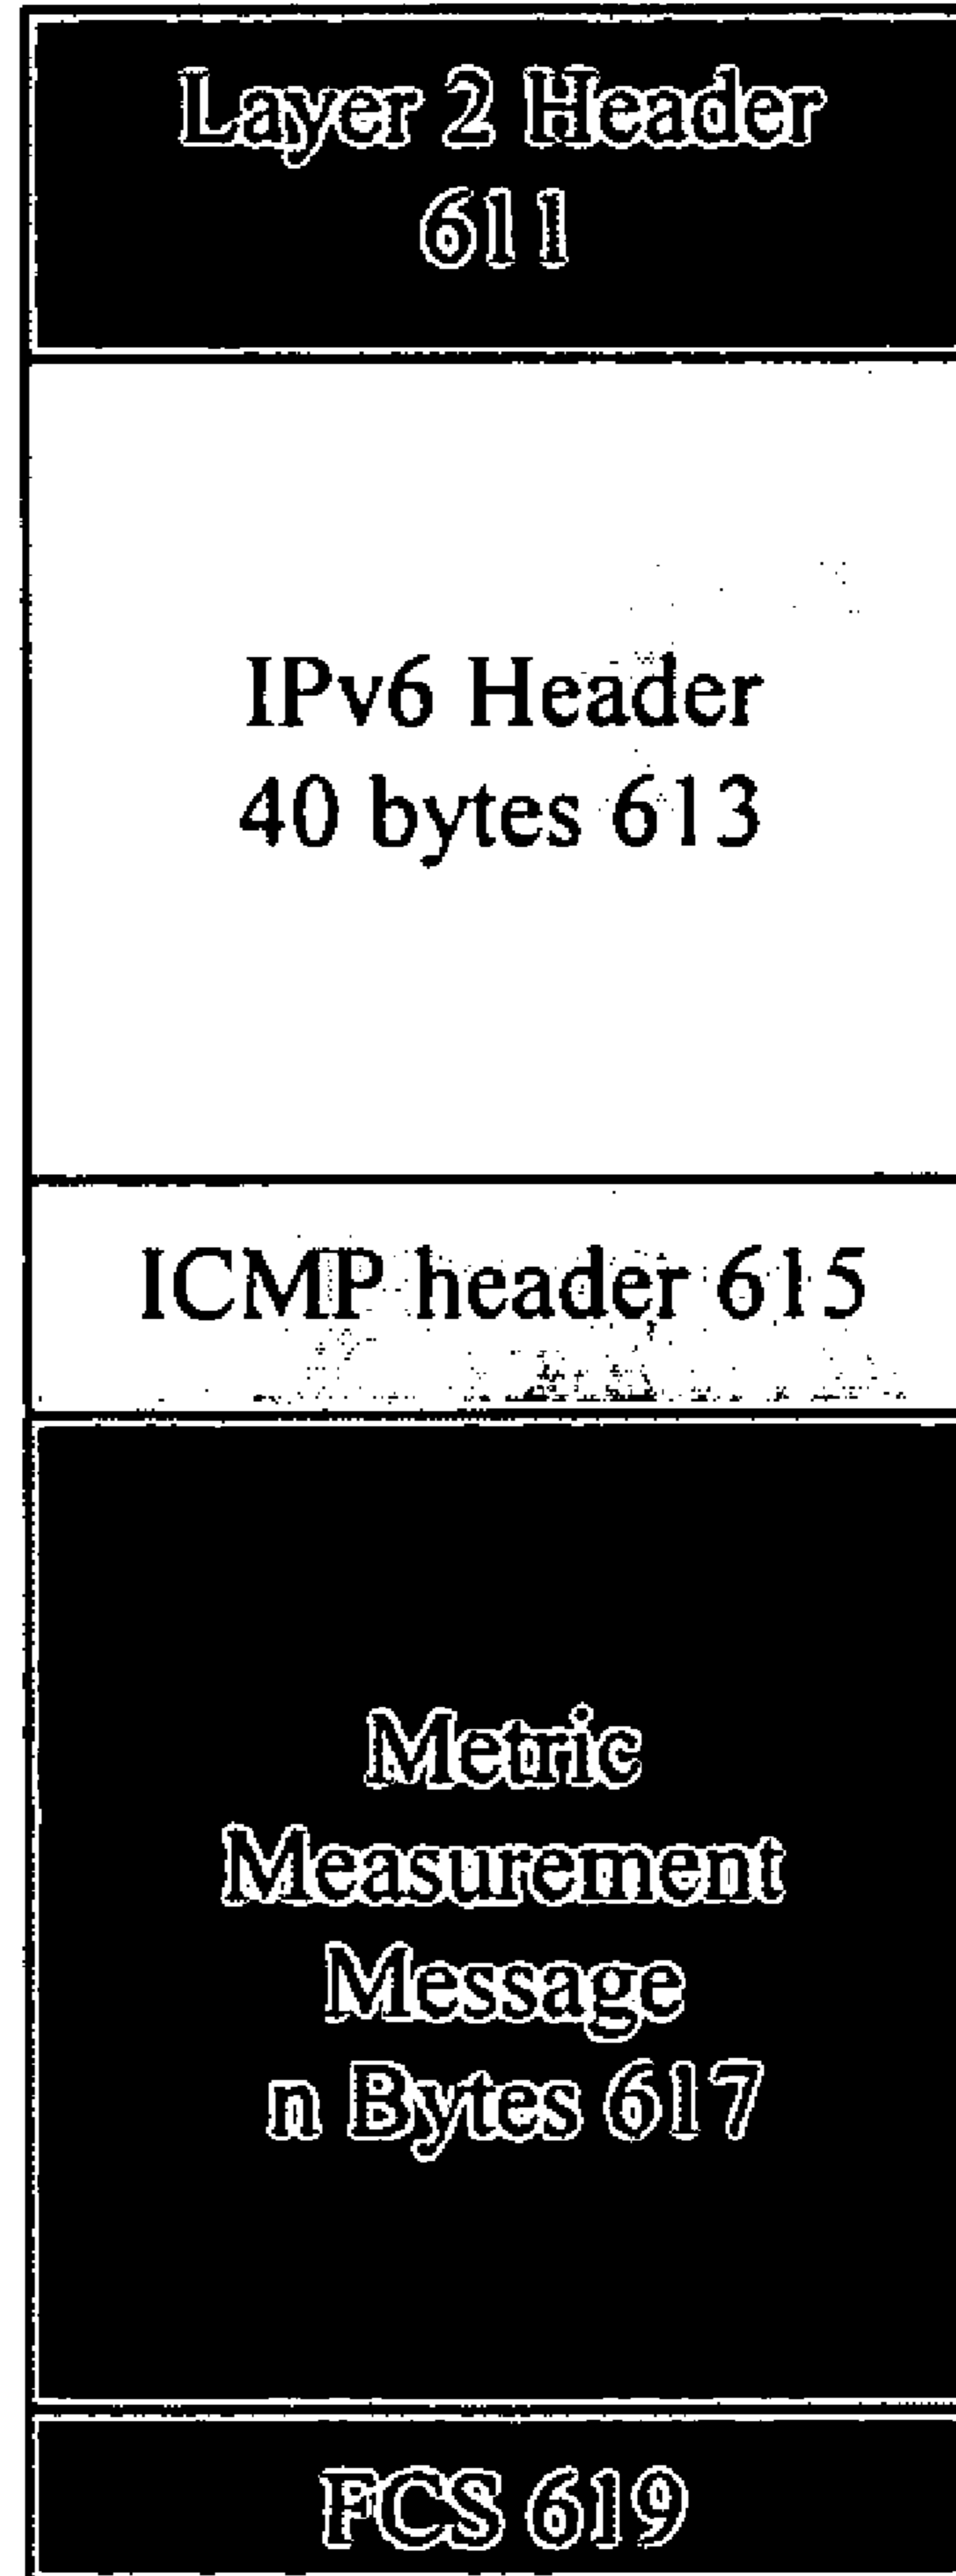 Layer 2 Header
611
IPv6 Header
40 bytes 613
ICMP header 615
Metric
Measurement
Message
n Bytes 617
FCS 619